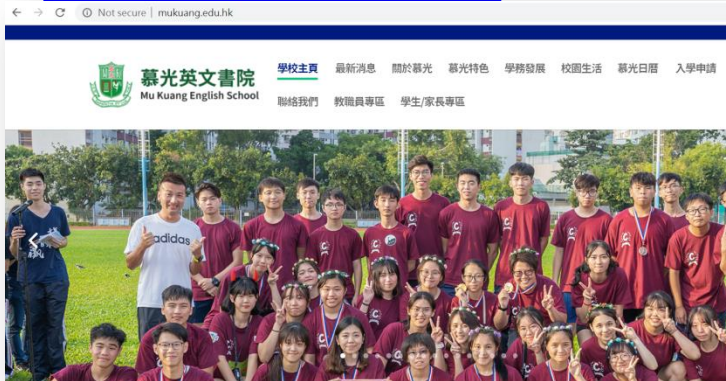 Not secure | mukuang.edu.hk
慕光英文書院
Mu Kuang English School
學校主頁 最新消息 關於慕光 慕光特色 學務發展 校園生活 慕光日曆 入學申請
聯絡我們 教職員專區 學生/家長專區
adidas